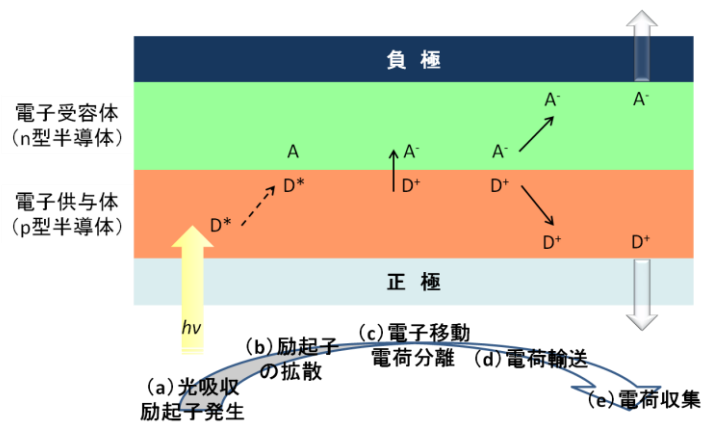 負 極
電子受容体
（n型半導体）
A⁻
A⁻
A
A⁻
A⁻
電子供与体
（p型半導体）
D*
D⁺
D⁺
D*
D⁺
D⁺
正 極
hν
（a）光吸収
励起子発生
（b）励起子
の拡散
（c）電子移動
電荷分離
（d）電荷輸送
（e）電荷収集